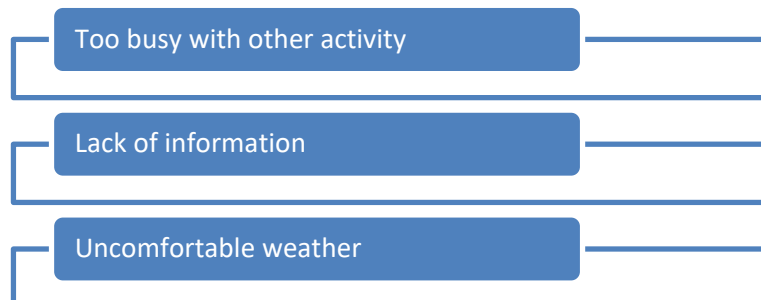 Too busy with other activity
Lack of information
Uncomfortable weather